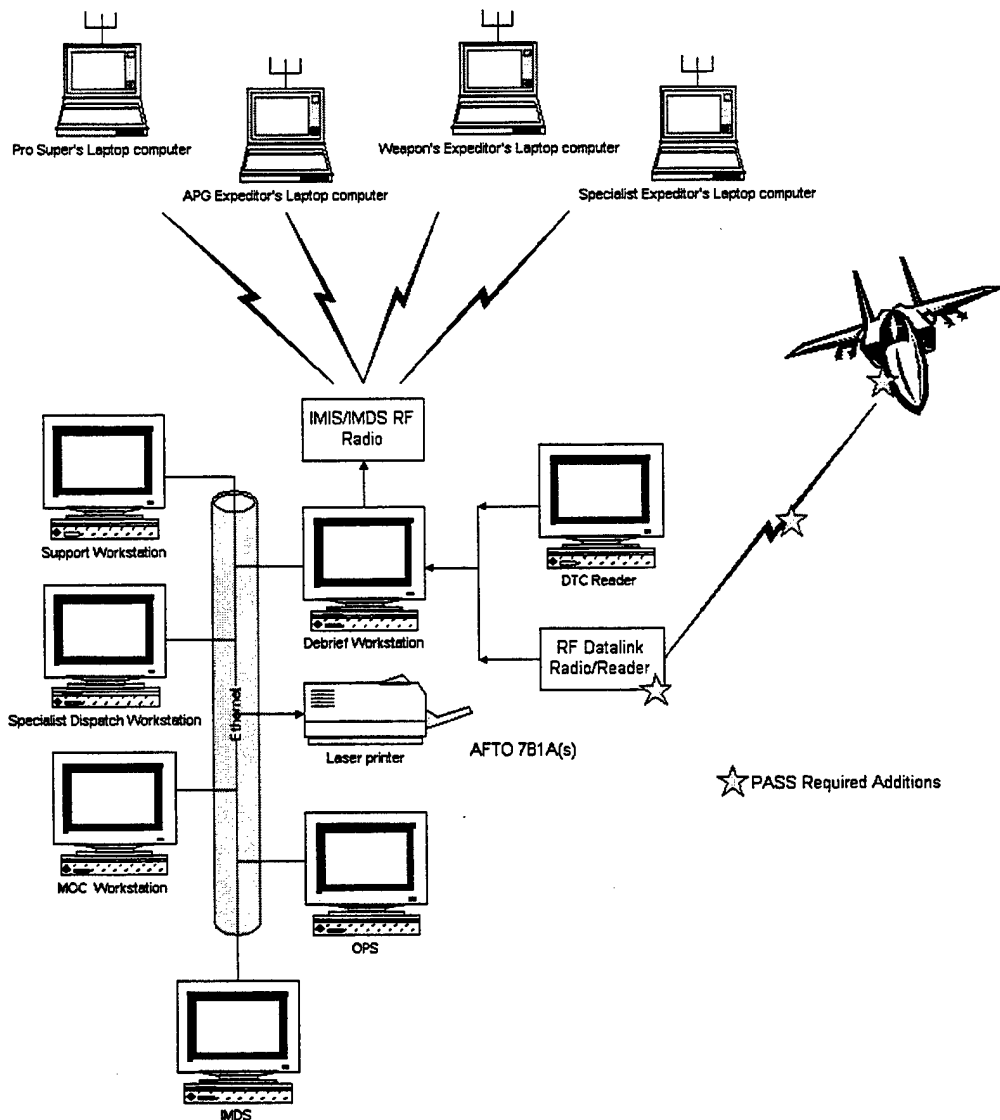 Pro Super's Laptop computer
APG Expeditor's Laptop computer
Weapon's Expeditor's Laptop computer
Specialist Expeditor's Laptop computer
IMIS/IMDS RF
Radio
Support Workstation
Debrief Workstation
DTC Reader
RF Datalink
Radio/Reader
Specialist Dispatch Workstation
Ethernet
Laser printer
AFTO 781A(s)
PASS Required Additions
MOC Workstation
OPS
IMDS